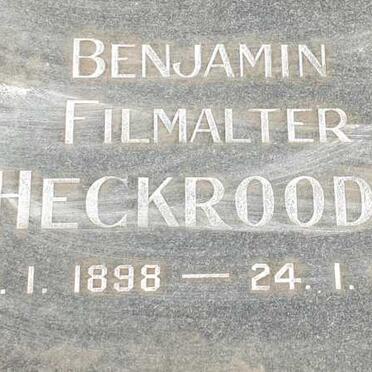 BENJAMIN
FILMALTER
HECKROOD
.1.1898 — 24.1.